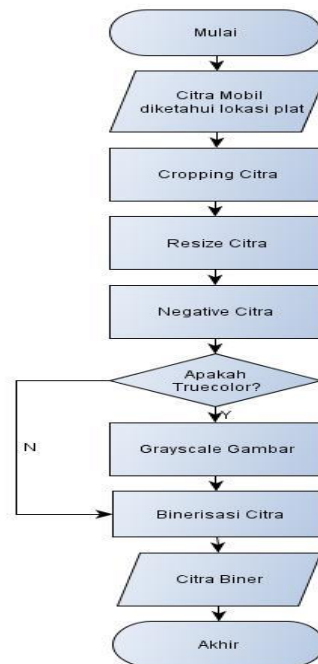 Mulai
Citra Mobil
diketahui lokasi plat
Cropping Citra
Resize Citra
Negative Citra
Apakah
Truecolor?
Y
N
Grayscale Gambar
Binerisasi Citra
Citra Biner
Akhir